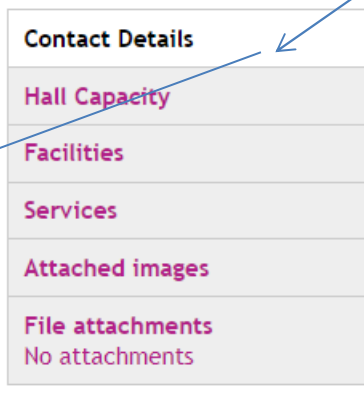 Contact Details
Hall Capacity
Facilities
Services
Attached images
File attachments
No attachments